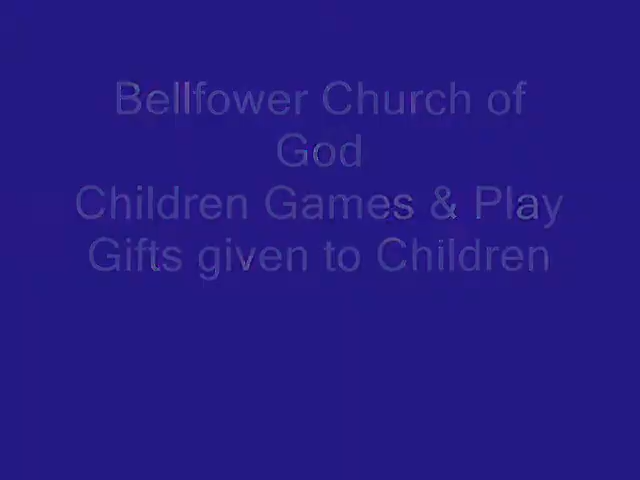 Bellfower Church of
God
Children Games & Play
Gifts given to Children